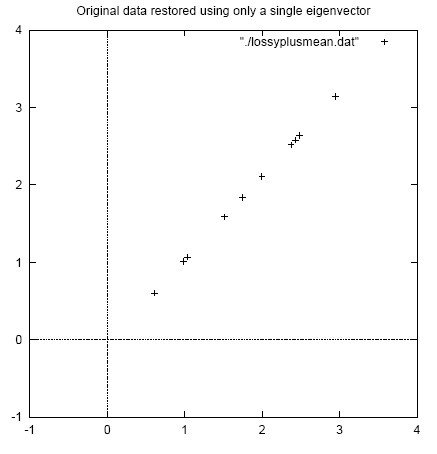 Original data restored using only a single eigenvector
4
"./lossyplusmean.dat"
3
2
1
0
-1
-1 0 1 2 3 4